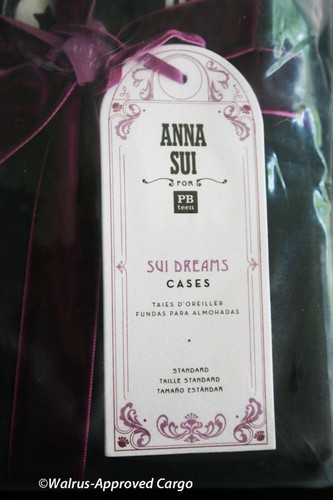 ANNA
SUI
FOR
PB
teen
SUI DREAMS
CASES
TAIES D'OREILLER
FUNDAS PARA ALMOHADAS
STANDARD
TAILLE STANDARD
TAMAÑO ESTÁNDAR
©Walrus-Approved Cargo